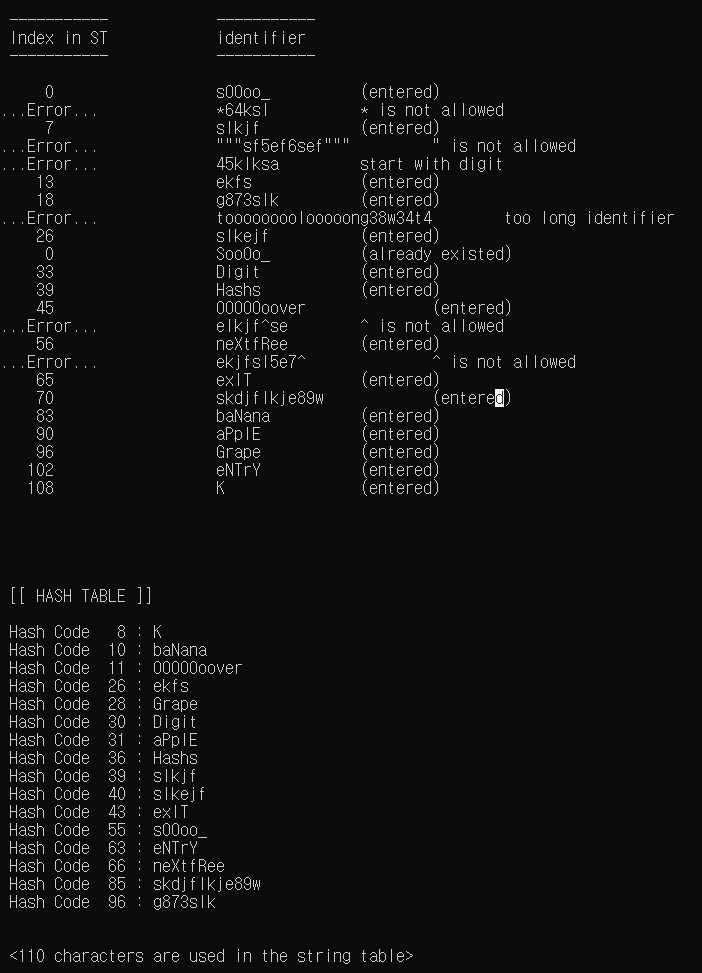 -----------          -----------
Index in ST          identifier
-----------          -----------
0          sOOoo_          (entered)
...Error...          *64ksl          * is not allowed
7          slkjf          (entered)
...Error...          """sf5ef6sef"""          " is not allowed
...Error...          45klksa          start with digit
13          ekfs          (entered)
18          g873slk          (entered)
...Error...          toooooooolooooong38w34t4          too long identifier
26          slkejf          (entered)
0          SooOo_          (already existed)
33          Digit          (entered)
39          Hashs          (entered)
45          OOOOOoover          (entered)
...Error...          elkjf^se          ^ is not allowed
56          neXtfRee          (entered)
...Error...          ekjfsl5e7^          ^ is not allowed
65          exIT          (entered)
70          skdjflkje89w          (entered)
83          baNana          (entered)
90          aPplE          (entered)
96          Grape          (entered)
102          eNTrY          (entered)
108          K          (entered)
[[ HASH TABLE ]]
Hash Code   8 : K
Hash Code  10 : baNana
Hash Code  11 : OOOOOoover
Hash Code  26 : ekfs
Hash Code  28 : Grape
Hash Code  30 : Digit
Hash Code  31 : aPplE
Hash Code  36 : Hashs
Hash Code  39 : slkjf
Hash Code  40 : slkejf
Hash Code  43 : exIT
Hash Code  55 : sOOoo_
Hash Code  63 : eNTrY
Hash Code  66 : neXtfRee
Hash Code  85 : skdjflkje89w
Hash Code  96 : g873slk
<110 characters are used in the string table>